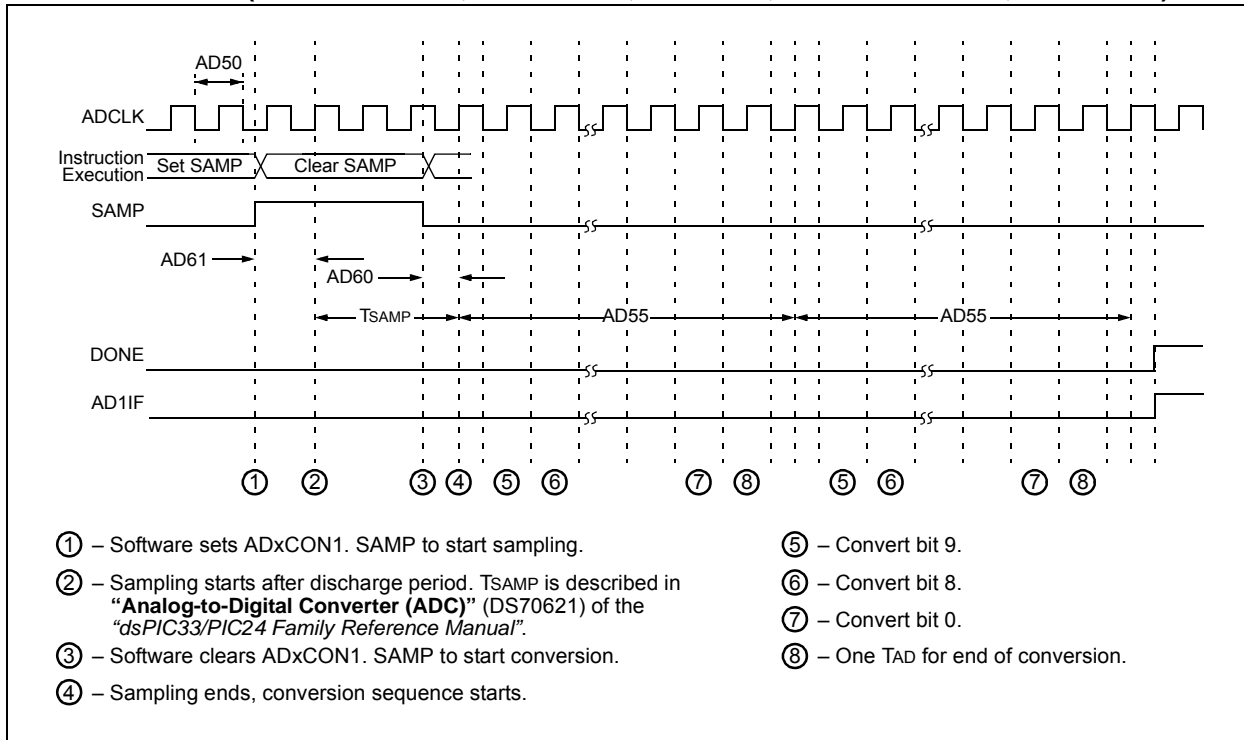 AD50
ADCLK
Instruction
Execution
Set SAMP
Clear SAMP
SAMP
AD61
AD60
TSAMP
AD55
AD55
DONE
AD1IF
1 2 3 4 5 6 7 8 5 6 7 8
1 – Software sets ADxCON1. SAMP to start sampling.
2 – Sampling starts after discharge period. TSAMP is described in
“Analog-to-Digital Converter (ADC)” (DS70621) of the
“dsPIC33/PIC24 Family Reference Manual”.
3 – Software clears ADxCON1. SAMP to start conversion.
4 – Sampling ends, conversion sequence starts.
5 – Convert bit 9.
6 – Convert bit 8.
7 – Convert bit 0.
8 – One TAD for end of conversion.